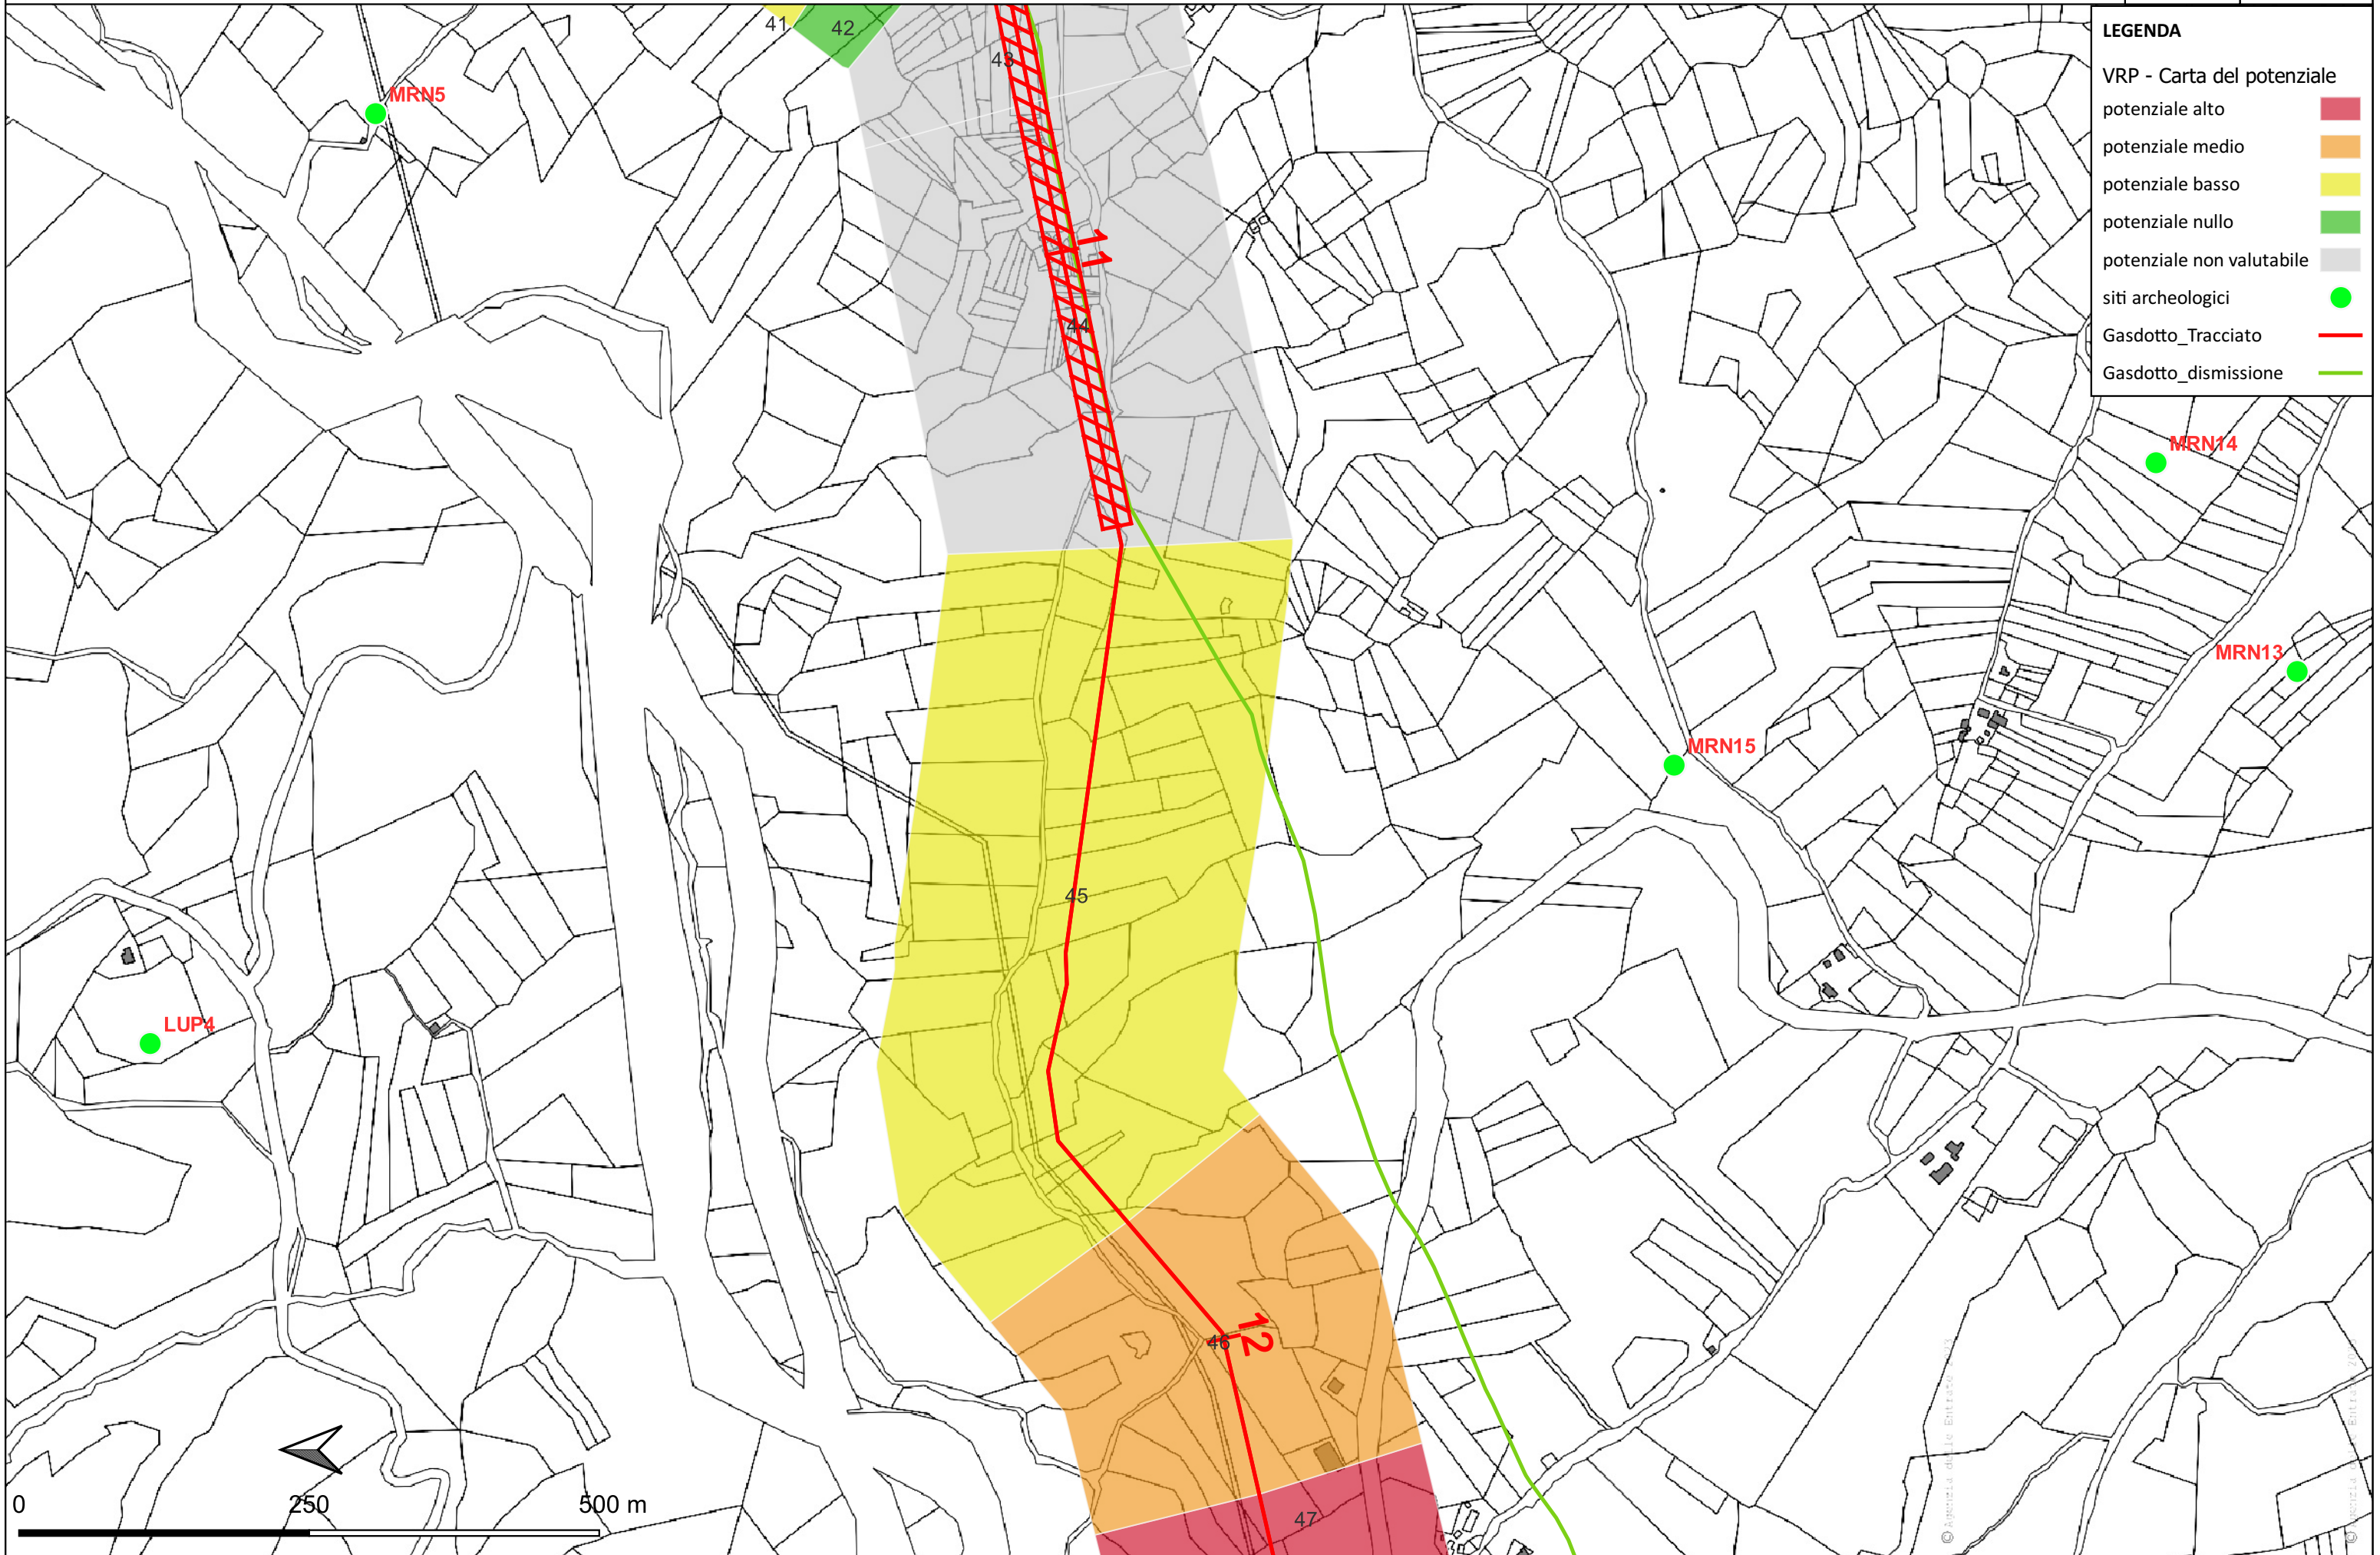 41
42
43
MRN5
11
44
LEGENDA
VRP - Carta del potenziale
potenziale alto
potenziale medio
potenziale basso
potenziale nullo
potenziale non valutabile
siti archeologici
Gasdotto_Tracciato
Gasdotto_dismissione
MRN14
MRN13
MRN15
45
LUP4
12
46
47
0 250 500 m